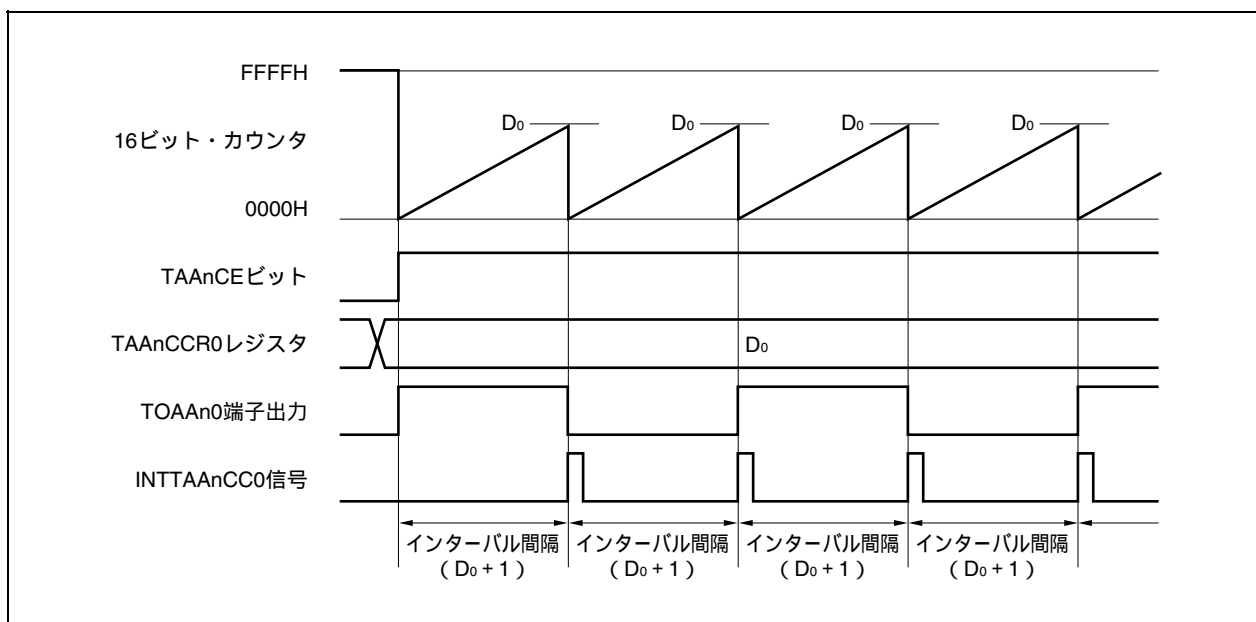 FFFFH
16ビット・カウンタ
D0 D0 D0 D0
0000H
TAAnCEビット
TAAnCCR0レジスタ
D0
TOAAn0端子出力
INTTAAnCC0信号
インターバル間隔 インターバル間隔 インターバル間隔 インターバル間隔
（D0 + 1） （D0 + 1） （D0 + 1） （D0 + 1）